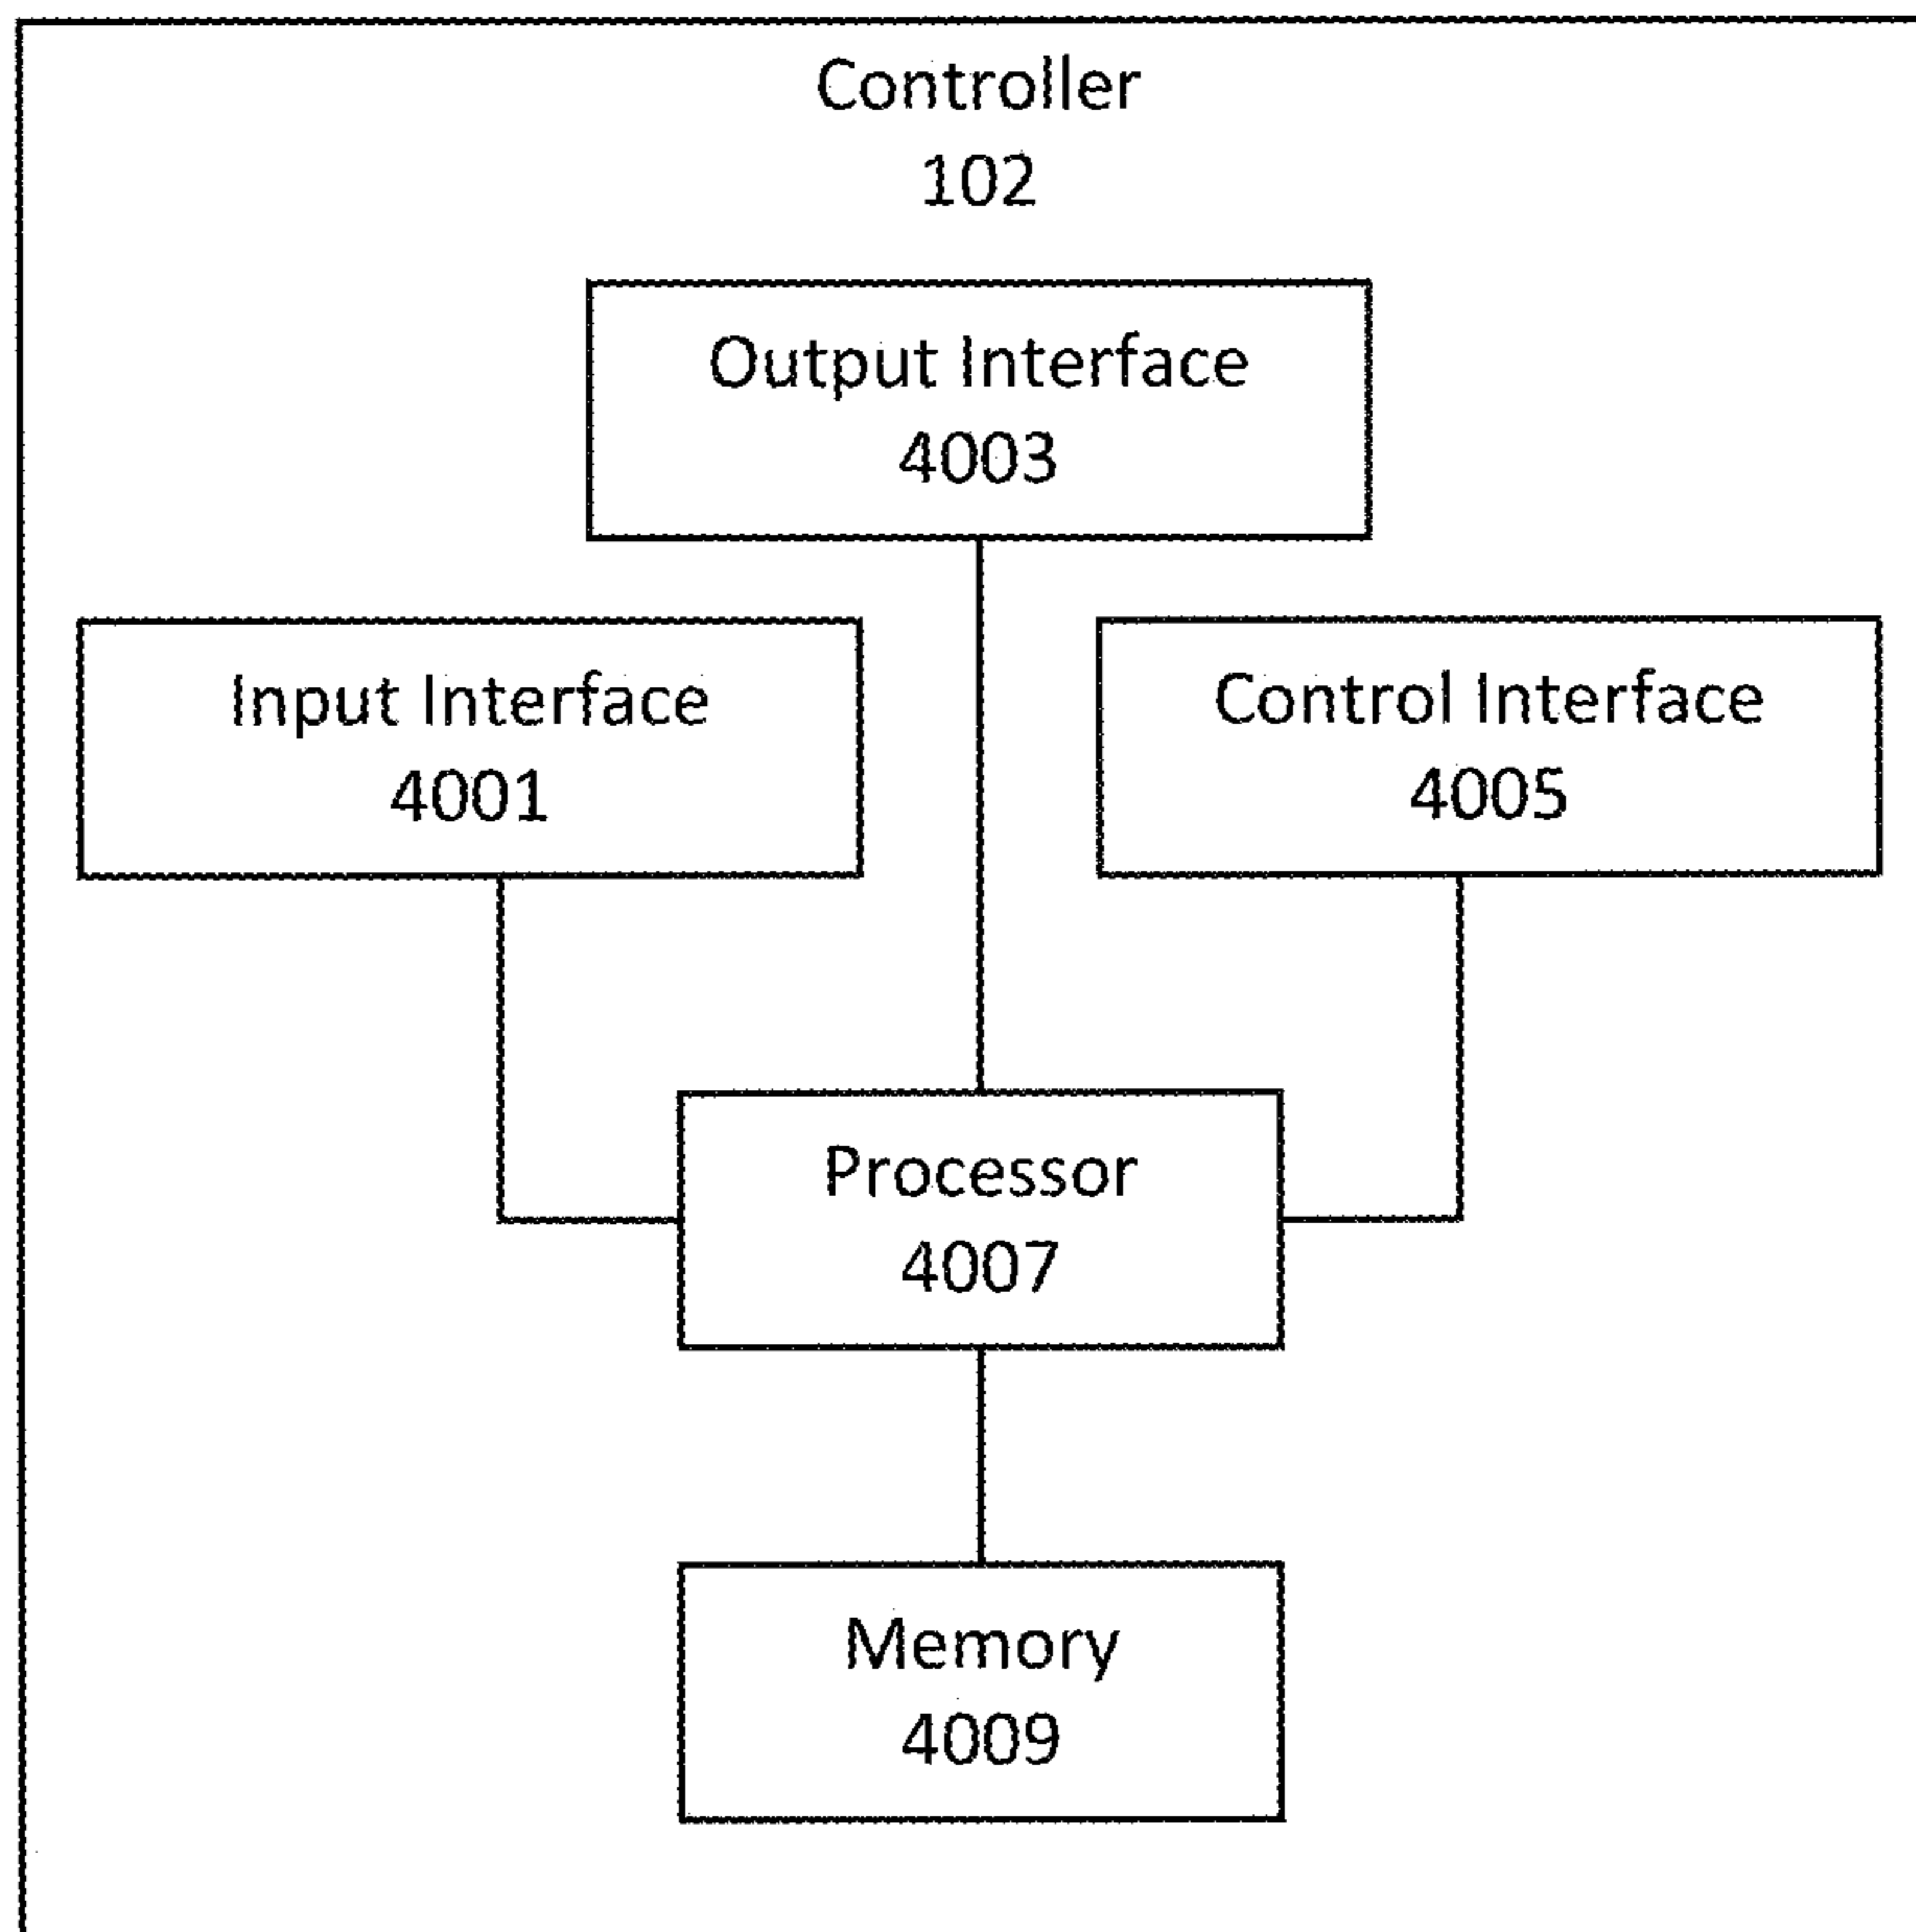 Controller
102
Output Interface
4003
Input Interface
4001
Control Interface
4005
Processor
4007
Memory
4009